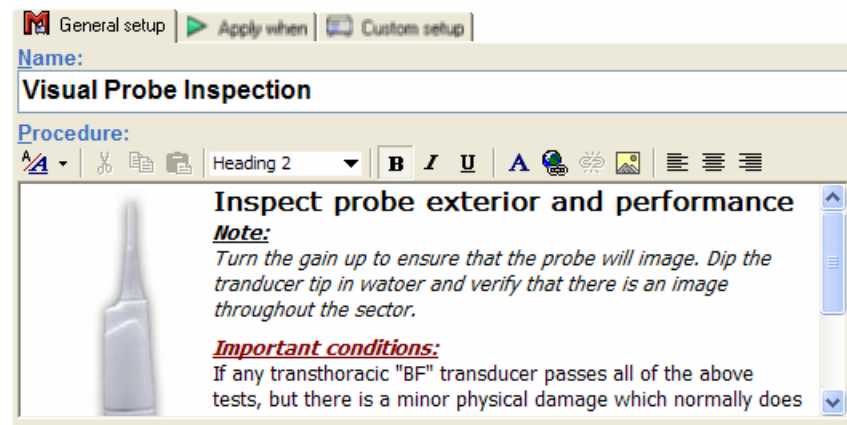 General setup Apply when Custom setup
Name:
Visual Probe Inspection
Procedure:
A/A Heading 2 B I U A
Inspect probe exterior and performance
Note:
Turn the gain up to ensure that the probe will image. Dip the
tranducer tip in watoer and verify that there is an image
throughout the sector.
Important conditions:
If any transthoracic "BF" transducer passes all of the above
tests, but there is a minor physical damage which normally does